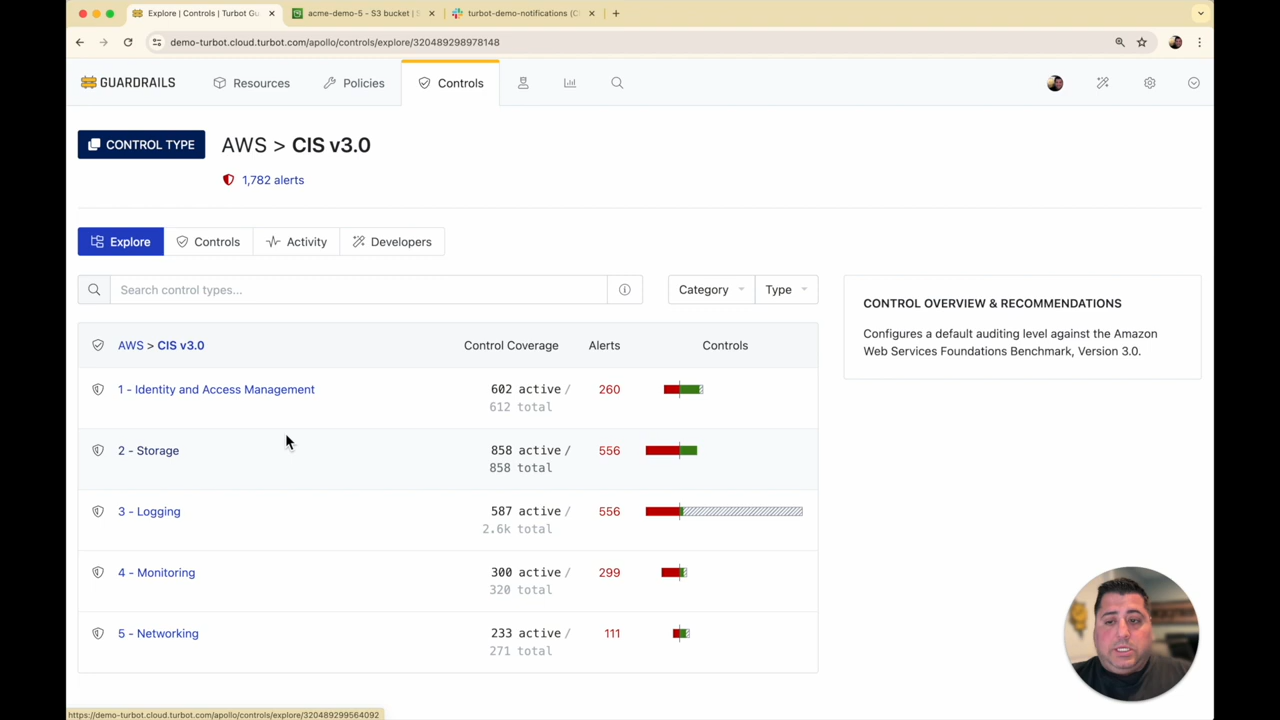 Explore | Controls | Turbot Gu
acme-demo-5 - S3 bucket | S
turbot-demo-notifications (C
demo-turbot.cloud.turbot.com/apollo/controls/explore/320489298978148
GUARDRAILS
Resources
Policies
Controls
CONTROL TYPE
AWS > CIS v3.0
1,782 alerts
Explore
Controls
Activity
Developers
Search control types...
Category
Type
CONTROL OVERVIEW & RECOMMENDATIONS
Configures a default auditing level against the Amazon
Web Services Foundations Benchmark, Version 3.0.
AWS > CIS v3.0
Control Coverage
Alerts
Controls
1 - Identity and Access Management
602 active /
612 total
260
2 - Storage
858 active /
858 total
556
3 - Logging
587 active /
2.6k total
556
4 - Monitoring
300 active /
320 total
299
5 - Networking
233 active /
271 total
111
https://demo-turbot.cloud.turbot.com/apollo/controls/explore/320489299564092